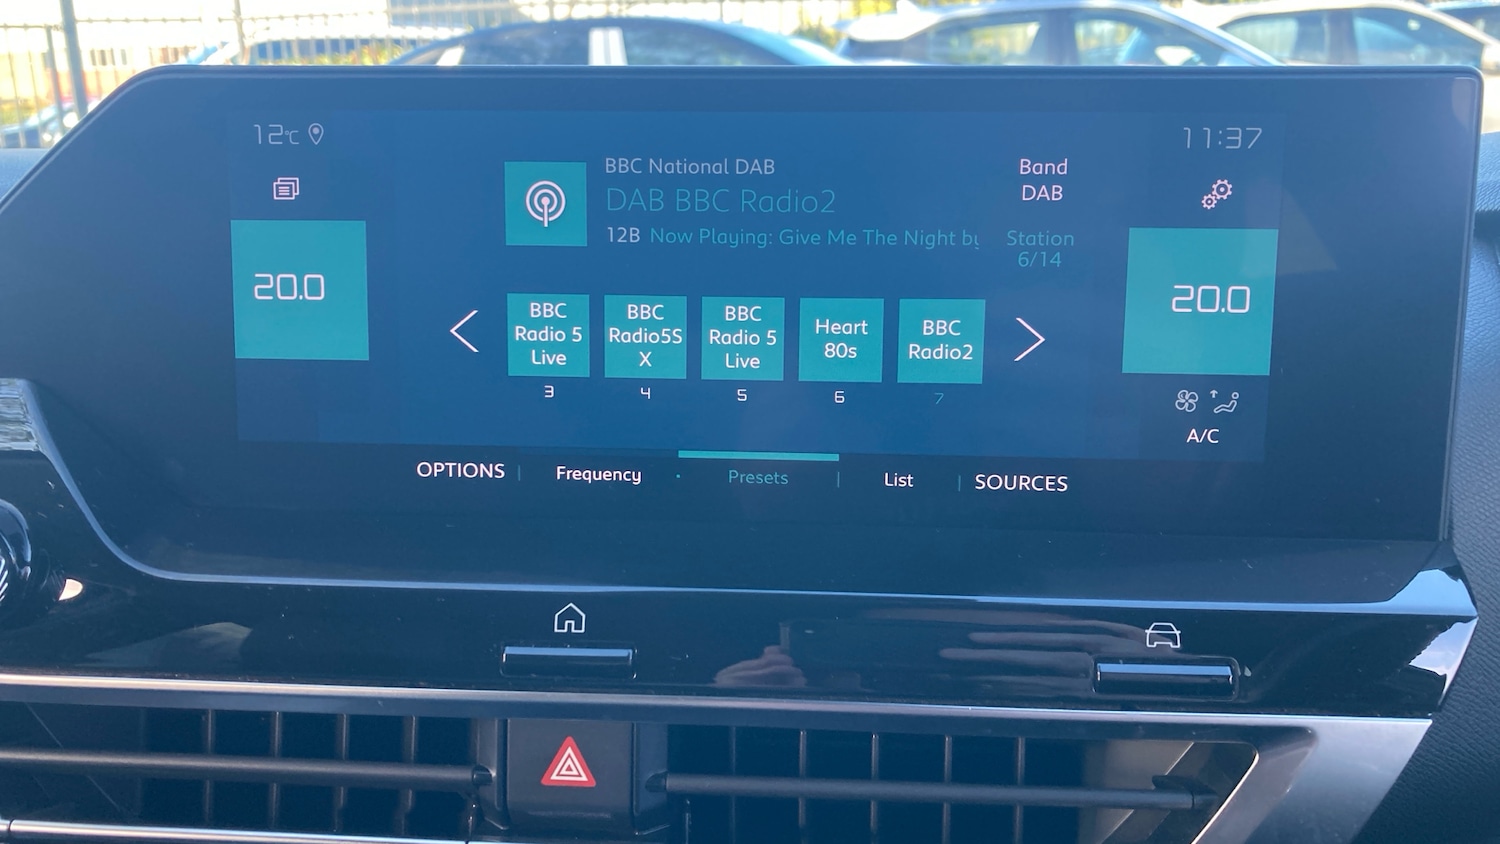 12°C
11:37
BBC National DAB
DAB BBC Radio2
12B Now Playing: Give Me The Night by
Band
DAB
Station
6/14
20.0
20.0
BBC
Radio 5
Live
3
BBC
Radio5S
X
4
BBC
Radio 5
Live
5
Heart
80s
6
BBC
Radio2
7
A/C
OPTIONS
Frequency
Presets
List
SOURCES